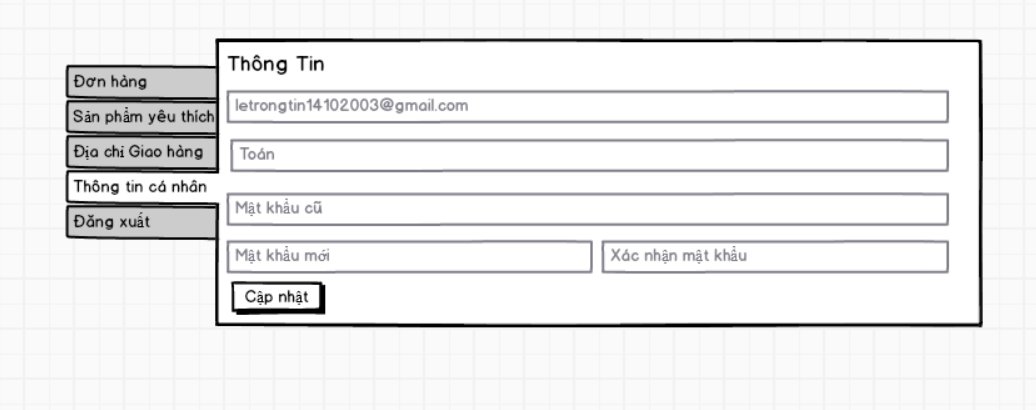 Thông Tin
Đơn hàng
Sản phẩm yêu thích
Địa chỉ Giao hàng
Thông tin cá nhân
Đăng xuất
letrongtin14102003@gmail.com
Toán
Mật khẩu cũ
Mật khẩu mới
Xác nhận mật khẩu
Cập nhật